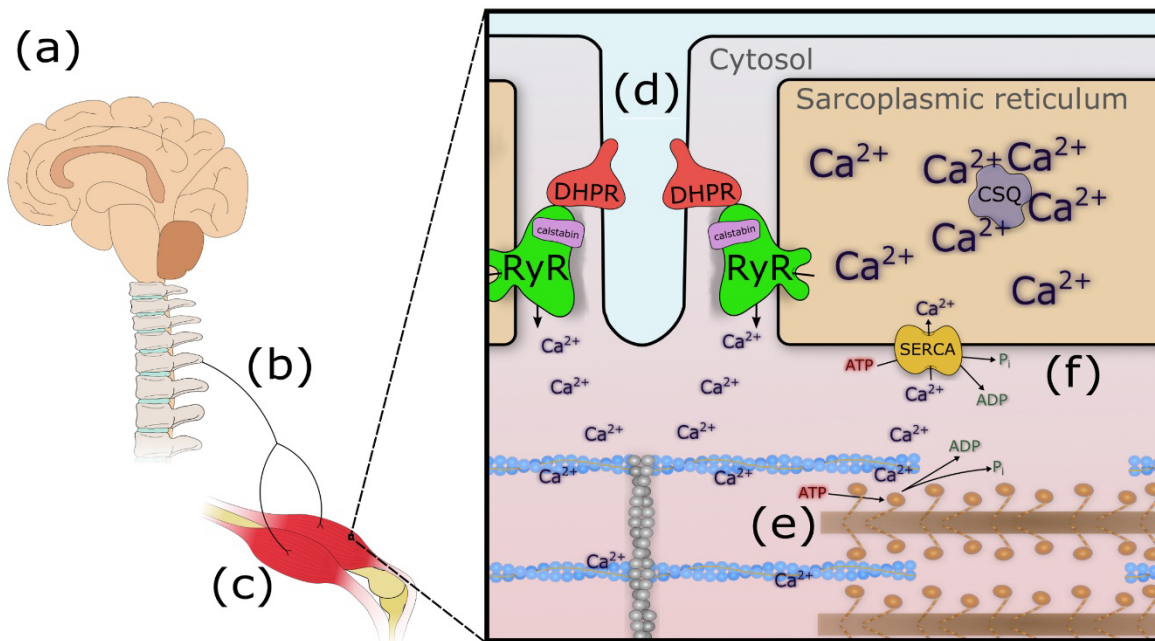 (a)
(b)
(c)
Cytosol
(d)
Sarcoplasmic reticulum
DHPR
DHPR
calstabin
calstabin
RyR
RyR
Ca2+
Ca2+
Ca2+
CSQ
Ca2+
Ca2+
Ca2+
Ca2+
Ca2+
SERCA
ATP
Pi
ADP
(f)
Ca2+
Ca2+
Ca2+
Ca2+
Ca2+
Ca2+
Ca2+
Ca2+
Ca2+
Ca2+
Ca2+
ADP
Pi
ATP
(e)
Ca2+
Ca2+